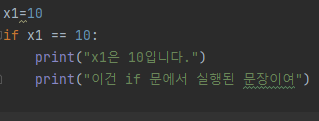 x1=10
if x1 == 10:
    print("x1은 10입니다.")
    print("이건 if 문에서 실행된 문장이여")